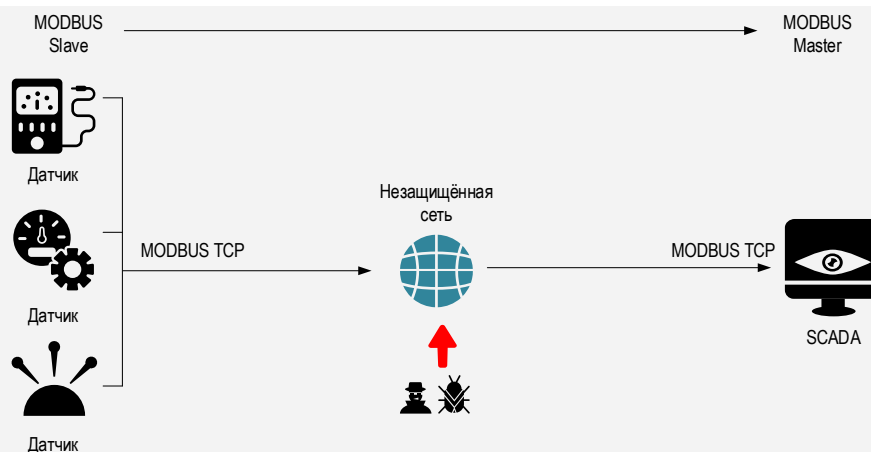 MODBUS
Slave
MODBUS
Master
Датчик
Незащищённая
сеть
MODBUS TCP
MODBUS TCP
Датчик
SCADA
Датчик